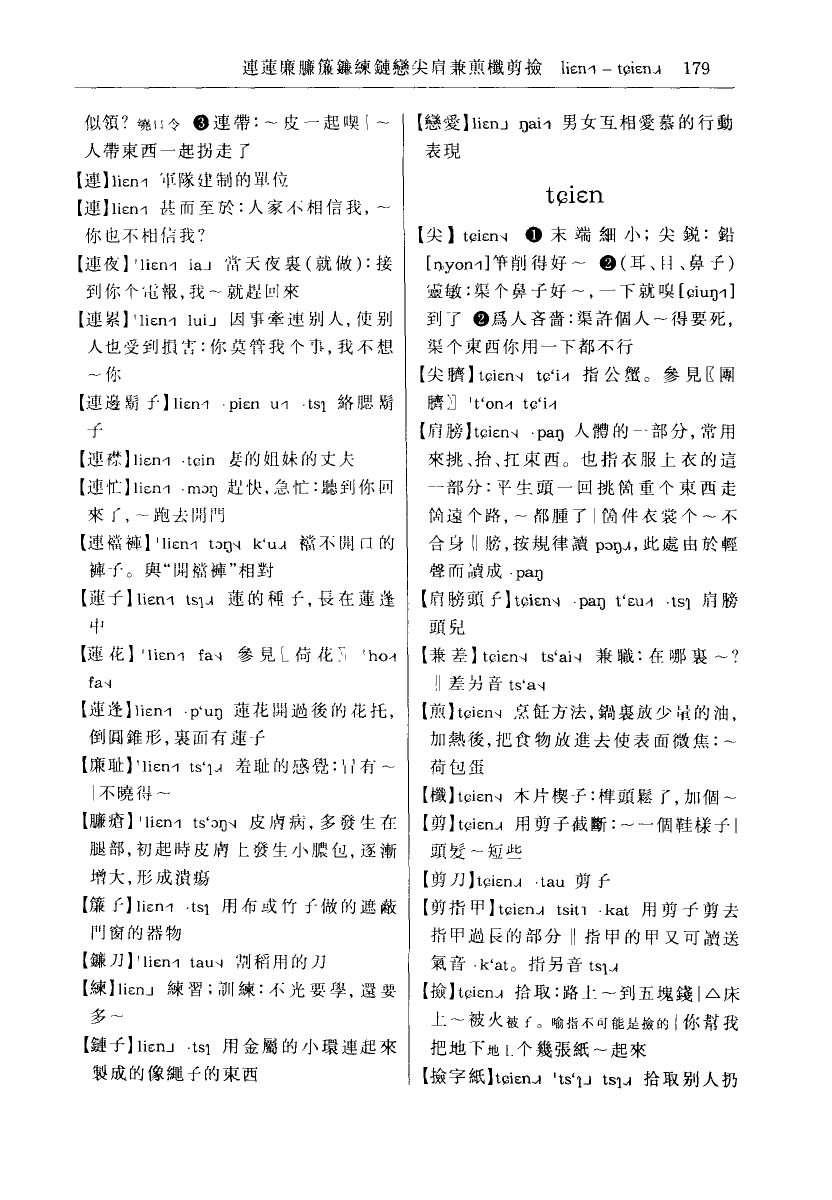 連蓮廉臁簾鐮練鏈戀尖肩兼煎櫼剪撿 liɛn˧˥ – tɕiɛn˨˩˧ 179
似領？繞口令 ❸連帶：～皮一起喫｜～
人帶東西一起拐走了
【連】liɛn˧˥ 軍隊建制的單位
【連】liɛn˧˥ 甚而至於：人家不相信我，～
你也不相信我？
【連夜】ˈliɛn˧˥ ia˩ 當天夜裏（就做）：接
到你个電報，我～就趕回來
【連累】ˈliɛn˧˥ lui˩ 因事牽連别人，使别
人也受到損害：你莫管我个事，我不想
～你
【連邊鬍子】liɛn˧˥ ·piɛn u˧˥ ·tsɿ 絡腮鬍
子
【連襟】liɛn˧˥ ·tɕin 妻的姐妹的丈夫
【連忙】liɛn˧˥ ·mɔŋ 趕快，急忙：聽到你回
來了，～跑去開門
【連襠褲】ˈliɛn˧˥ tɔŋ˦˨ kʻu˨˩˧ 襠不開口的
褲子。與“開襠褲”相對
【蓮子】liɛn˧˥ tsɿ˨˩˧ 蓮的種子，長在蓮蓬
中
【蓮花】ˈliɛn˧˥ fa˦˨ 參見〖荷花〗 ˈho˨˦
fa˦˨
【蓮蓬】liɛn˧˥ ·pʻuŋ 蓮花開過後的花托，
倒圓錐形，裏面有蓮子
【廉耻】ˈliɛn˧˥ tsʻɿ˨˩˧ 羞耻的感覺：冒有～
｜不曉得～
【臁瘡】ˈliɛn˧˥ tsʻɔŋ˦˨ 皮膚病，多發生在
腿部，初起時皮膚上發生小膿包，逐漸
增大，形成潰瘍
【簾子】liɛn˧˥ ·tsɿ 用布或竹子做的遮蔽
門窗的器物
【鐮刀】ˈliɛn˧˥ tau˦˨ 割稻用的刀
【練】liɛn˩ 練習；訓練：不光要學，還要
多～
【鏈子】liɛn˩ ·tsɿ 用金屬的小環連起來
製成的像繩子的東西
【戀愛】liɛn˩ ŋai˧˥ 男女互相愛慕的行動
表現
tɕiɛn
【尖】tɕiɛn˦˨ ❶末端細小；尖鋭：鉛
[n̠yon˧˥]筆削得好～ ❷（耳、目、鼻子）
靈敏：渠个鼻子好～，一下就嗅[ɕiuŋ˧˥]
到了 ❷爲人吝嗇：渠許個人～得要死，
渠个東西你用一下都不行
【尖臍】tɕiɛn˦˨ tɕʻi˨˦ 指公蟹。參見〖團
臍〗 ˈtʻon˨˦ tɕʻi˨˦
【肩膀】tɕiɛn˦˨ ·paŋ 人體的一部分，常用
來挑、抬、扛東西。也指衣服上衣的這
一部分：平生頭一回挑箇重个東西走
箇遠个路，～都腫了｜箇件衣裳个～不
合身‖膀，按規律讀 pɔŋ˨˩˧，此處由於輕
聲而讀成 ·paŋ
【肩膀頭子】tɕiɛn˦˨ ·paŋ tʻɛu˨˦ ·tsɿ 肩膀
頭兒
【兼差】tɕiɛn˦˨ tsʻai˦˨ 兼職：在哪裏～？
‖差另音 tsʻa˦˨
【煎】tɕiɛn˦˨ 烹飪方法，鍋裏放少量的油，
加熱後，把食物放進去使表面微焦：～
荷包蛋
【櫼】tɕiɛn˦˨ 木片楔子：榫頭鬆了，加個～
【剪】tɕiɛn˨˩˧ 用剪子截斷：～一個鞋樣子｜
頭髮～短些
【剪刀】tɕiɛn˨˩˧ ·tau 剪子
【剪指甲】tɕiɛn˨˩˧ tsɨt˥ ·kat 用剪子剪去
指甲過長的部分‖指甲的甲又可讀送
氣音 ·kʻat。指另音 tsɿ˨˩˧
【撿】tɕiɛn˨˩˧ 拾取：路上～到五塊錢｜△床
上～被火被子。喻指不可能是撿的｜你幫我
把地下地上个幾張紙～起來
【撿字紙】tɕiɛn˨˩˧ ˈtsʻɿ˩ tsɿ˨˩˧ 拾取别人扔